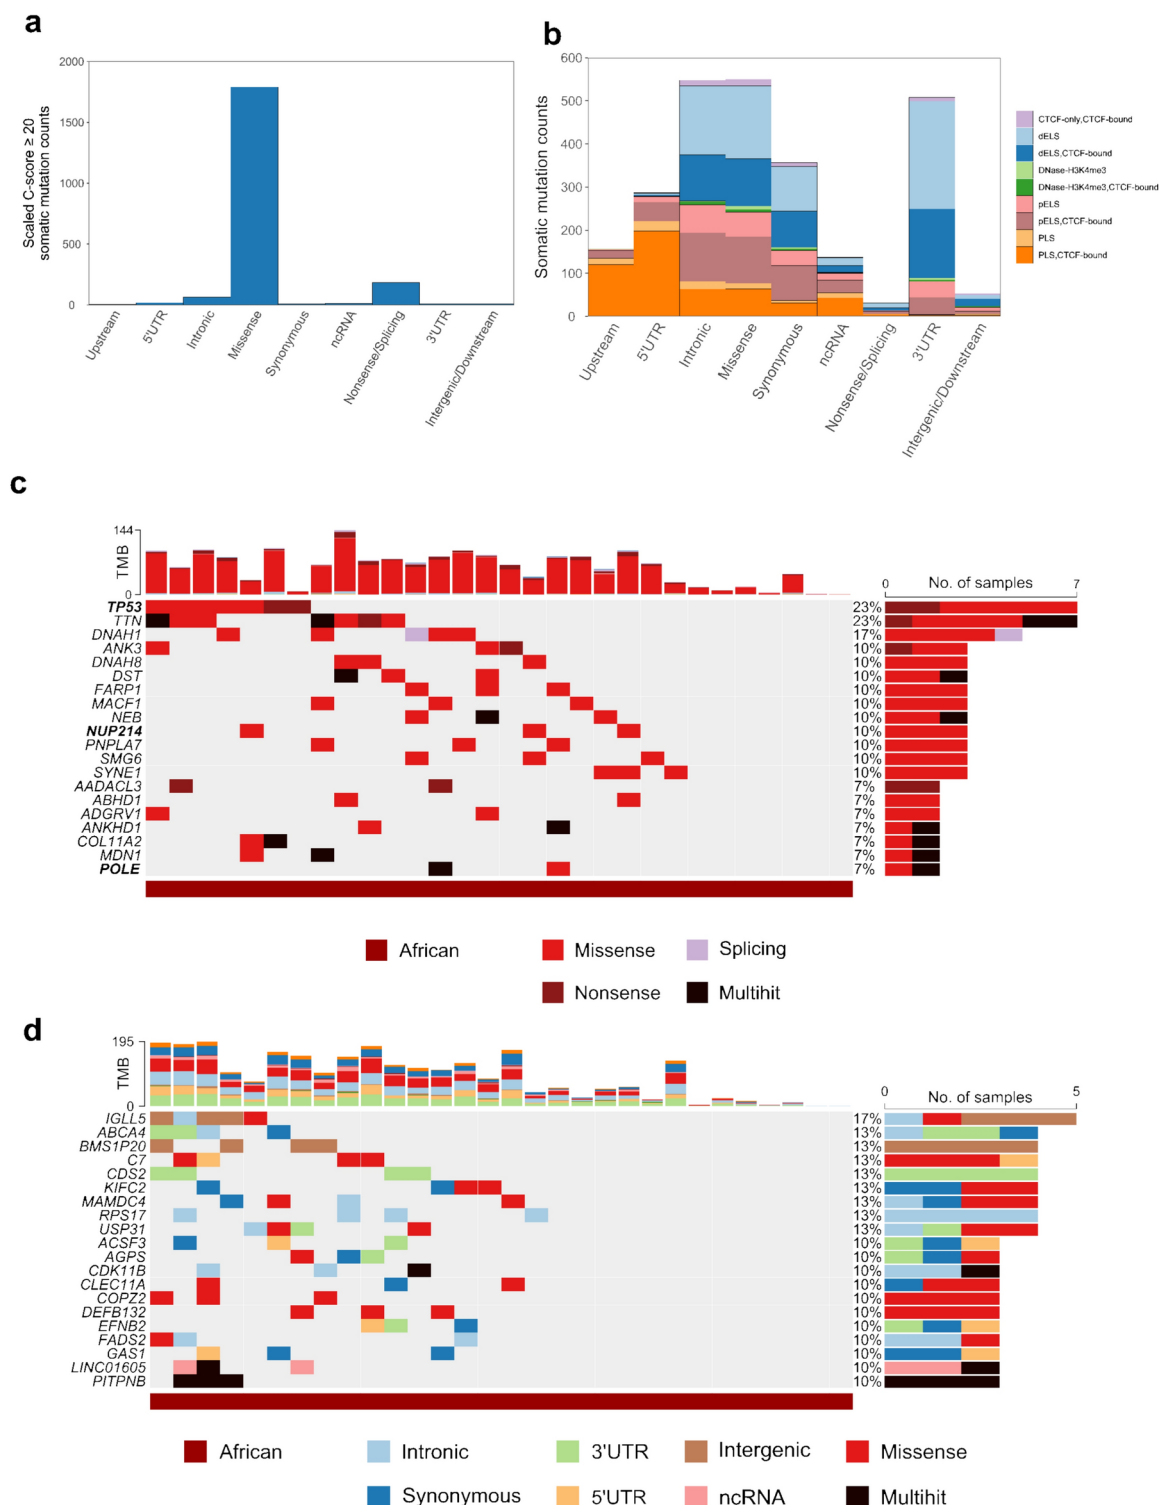 a
2000
1500
1000
500
0
Scaled C-score ≥ 20
somatic mutation counts
Upstream
5'UTR
Intronic
Missense
Synonymous
ncRNA
Nonsense/Splicing
3'UTR
Intergenic/Downstream
b
600
500
400
300
200
100
0
Somatic mutation counts
Upstream
5'UTR
Intronic
Missense
Synonymous
ncRNA
Nonsense/Splicing
3'UTR
Intergenic/Downstream
CTCF-only,CTCF-bound
dELS
dELS,CTCF-bound
DNase-H3K4me3
DNase-H3K4me3,CTCF-bound
pELS
pELS,CTCF-bound
PLS
PLS,CTCF-bound
c
144
TMB
0
0 No. of samples 7
TP53 23%
TTN 23%
DNAH1 17%
ANK3 10%
DNAH8 10%
DST 10%
FARP1 10%
MACF1 10%
NEB 10%
NUP214 10%
PNPLA7 10%
SMG6 10%
SYNE1 10%
AADACL3 7%
ABHD1 7%
ADGRV1 7%
ANKHD1 7%
COL11A2 7%
MDN1 7%
POLE 7%
African Missense Splicing
Nonsense Multihit
d
195
TMB
0
0 No. of samples 5
IGLL5 17%
ABCA4 13%
BMS1P20 13%
C7 13%
CDS2 13%
KIFC2 13%
MAMDC4 13%
RPS17 13%
USP31 13%
ACSF3 10%
AGPS 10%
CDK11B 10%
CLEC11A 10%
COPZ2 10%
DEFB132 10%
EFNB2 10%
FADS2 10%
GAS1 10%
LINC01605 10%
PITPNB 10%
African Intronic 3'UTR Intergenic Missense
Synonymous 5'UTR ncRNA Multihit